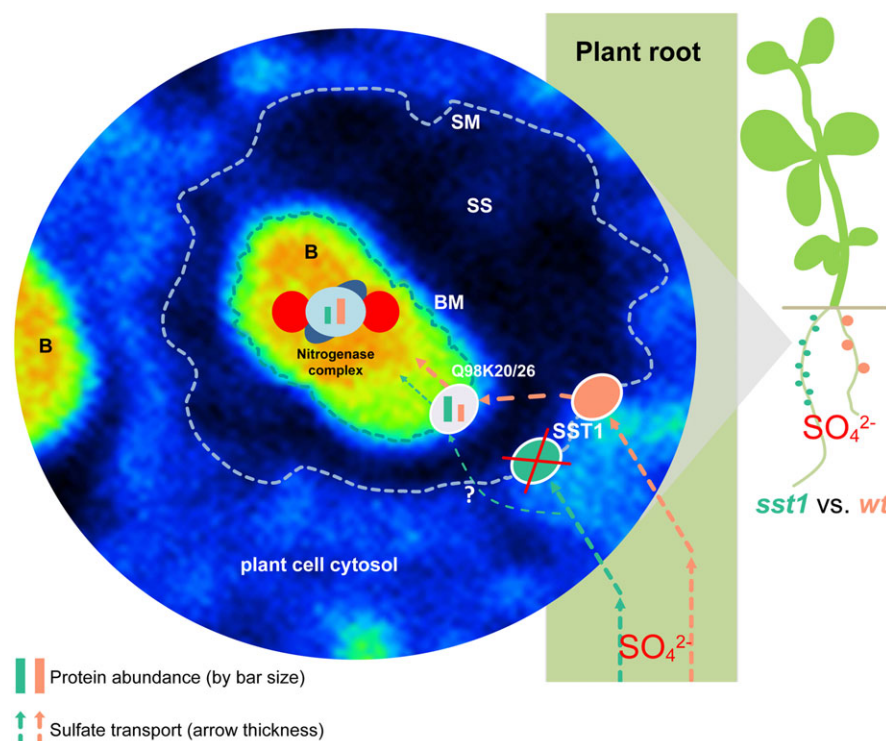 Plant root
SM
SS
B
BM
B
Nitrogenase
complex
Q98K20/26
SST1
?
SO₄²⁻
sst1 vs. wt
plant cell cytosol
SO₄²⁻
Protein abundance (by bar size)
Sulfate transport (arrow thickness)